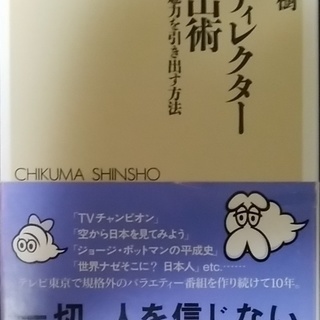 樹
ディレクター
出術
魅力を引き出す方法
CHIKUMA SHINSHO
「TVチャンピオン」
「空から日本を見てみよう」
「ジョージ・ポットマンの平成史」
「世界ナゼそこに？日本人」etc.……
テレビ東京で規格外のバラエティー番組を作り続けて10年。
一切、人を信じない